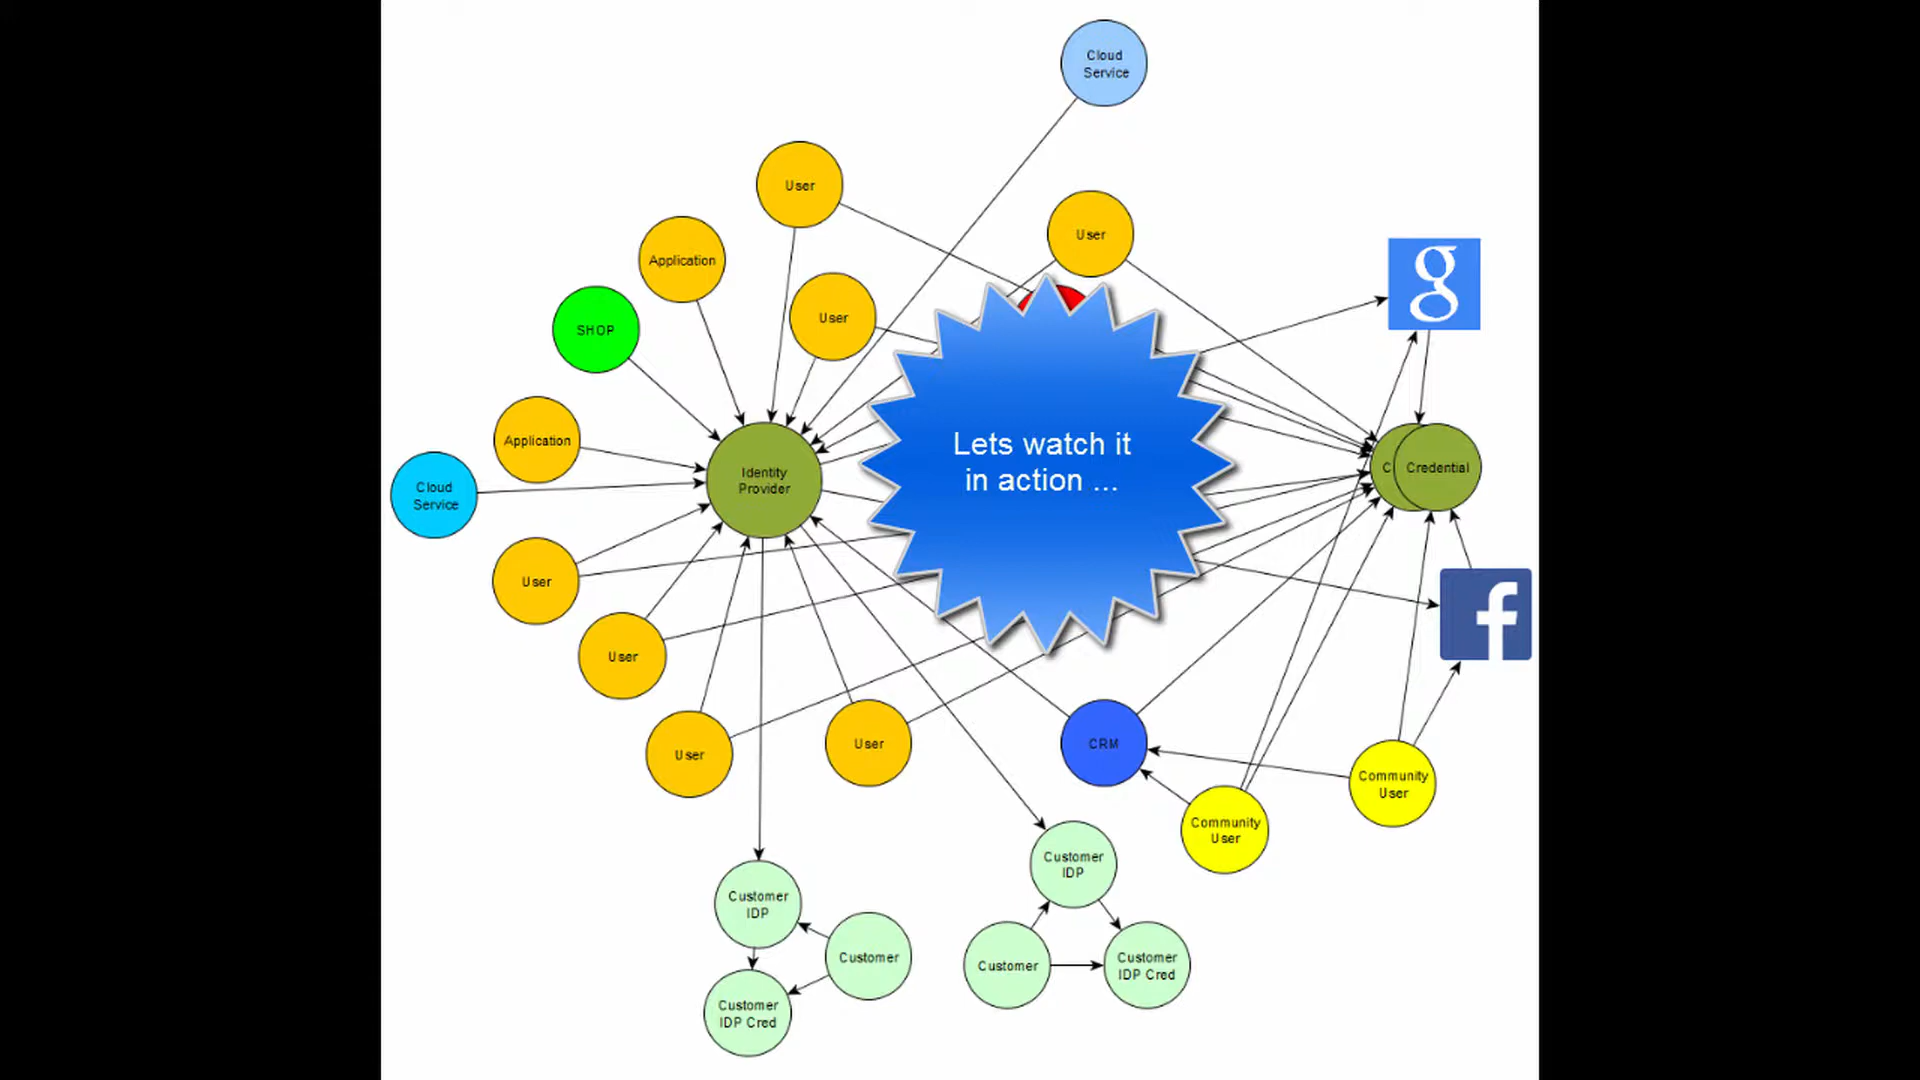 Cloud
Service
User
User
Application
User
SHOP
Application
Lets watch it
in action ...
Identity
Provider
C
Credential
Cloud
Service
User
User
User
User
CRM
Community
User
Community
User
Customer
IDP
Customer
IDP
Customer
Customer
Customer
IDP Cred
Customer
IDP Cred